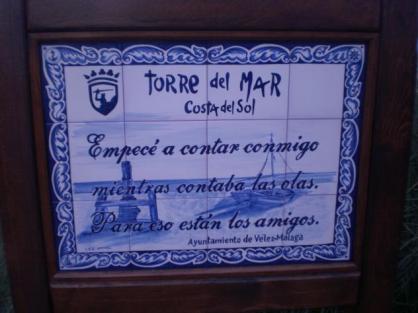 TORRE del MAR
Costa del Sol
Empecé a contar conmigo
mientras contaba las olas.
Para eso están los amigos.
Ayuntamiento de Vélez-Málaga